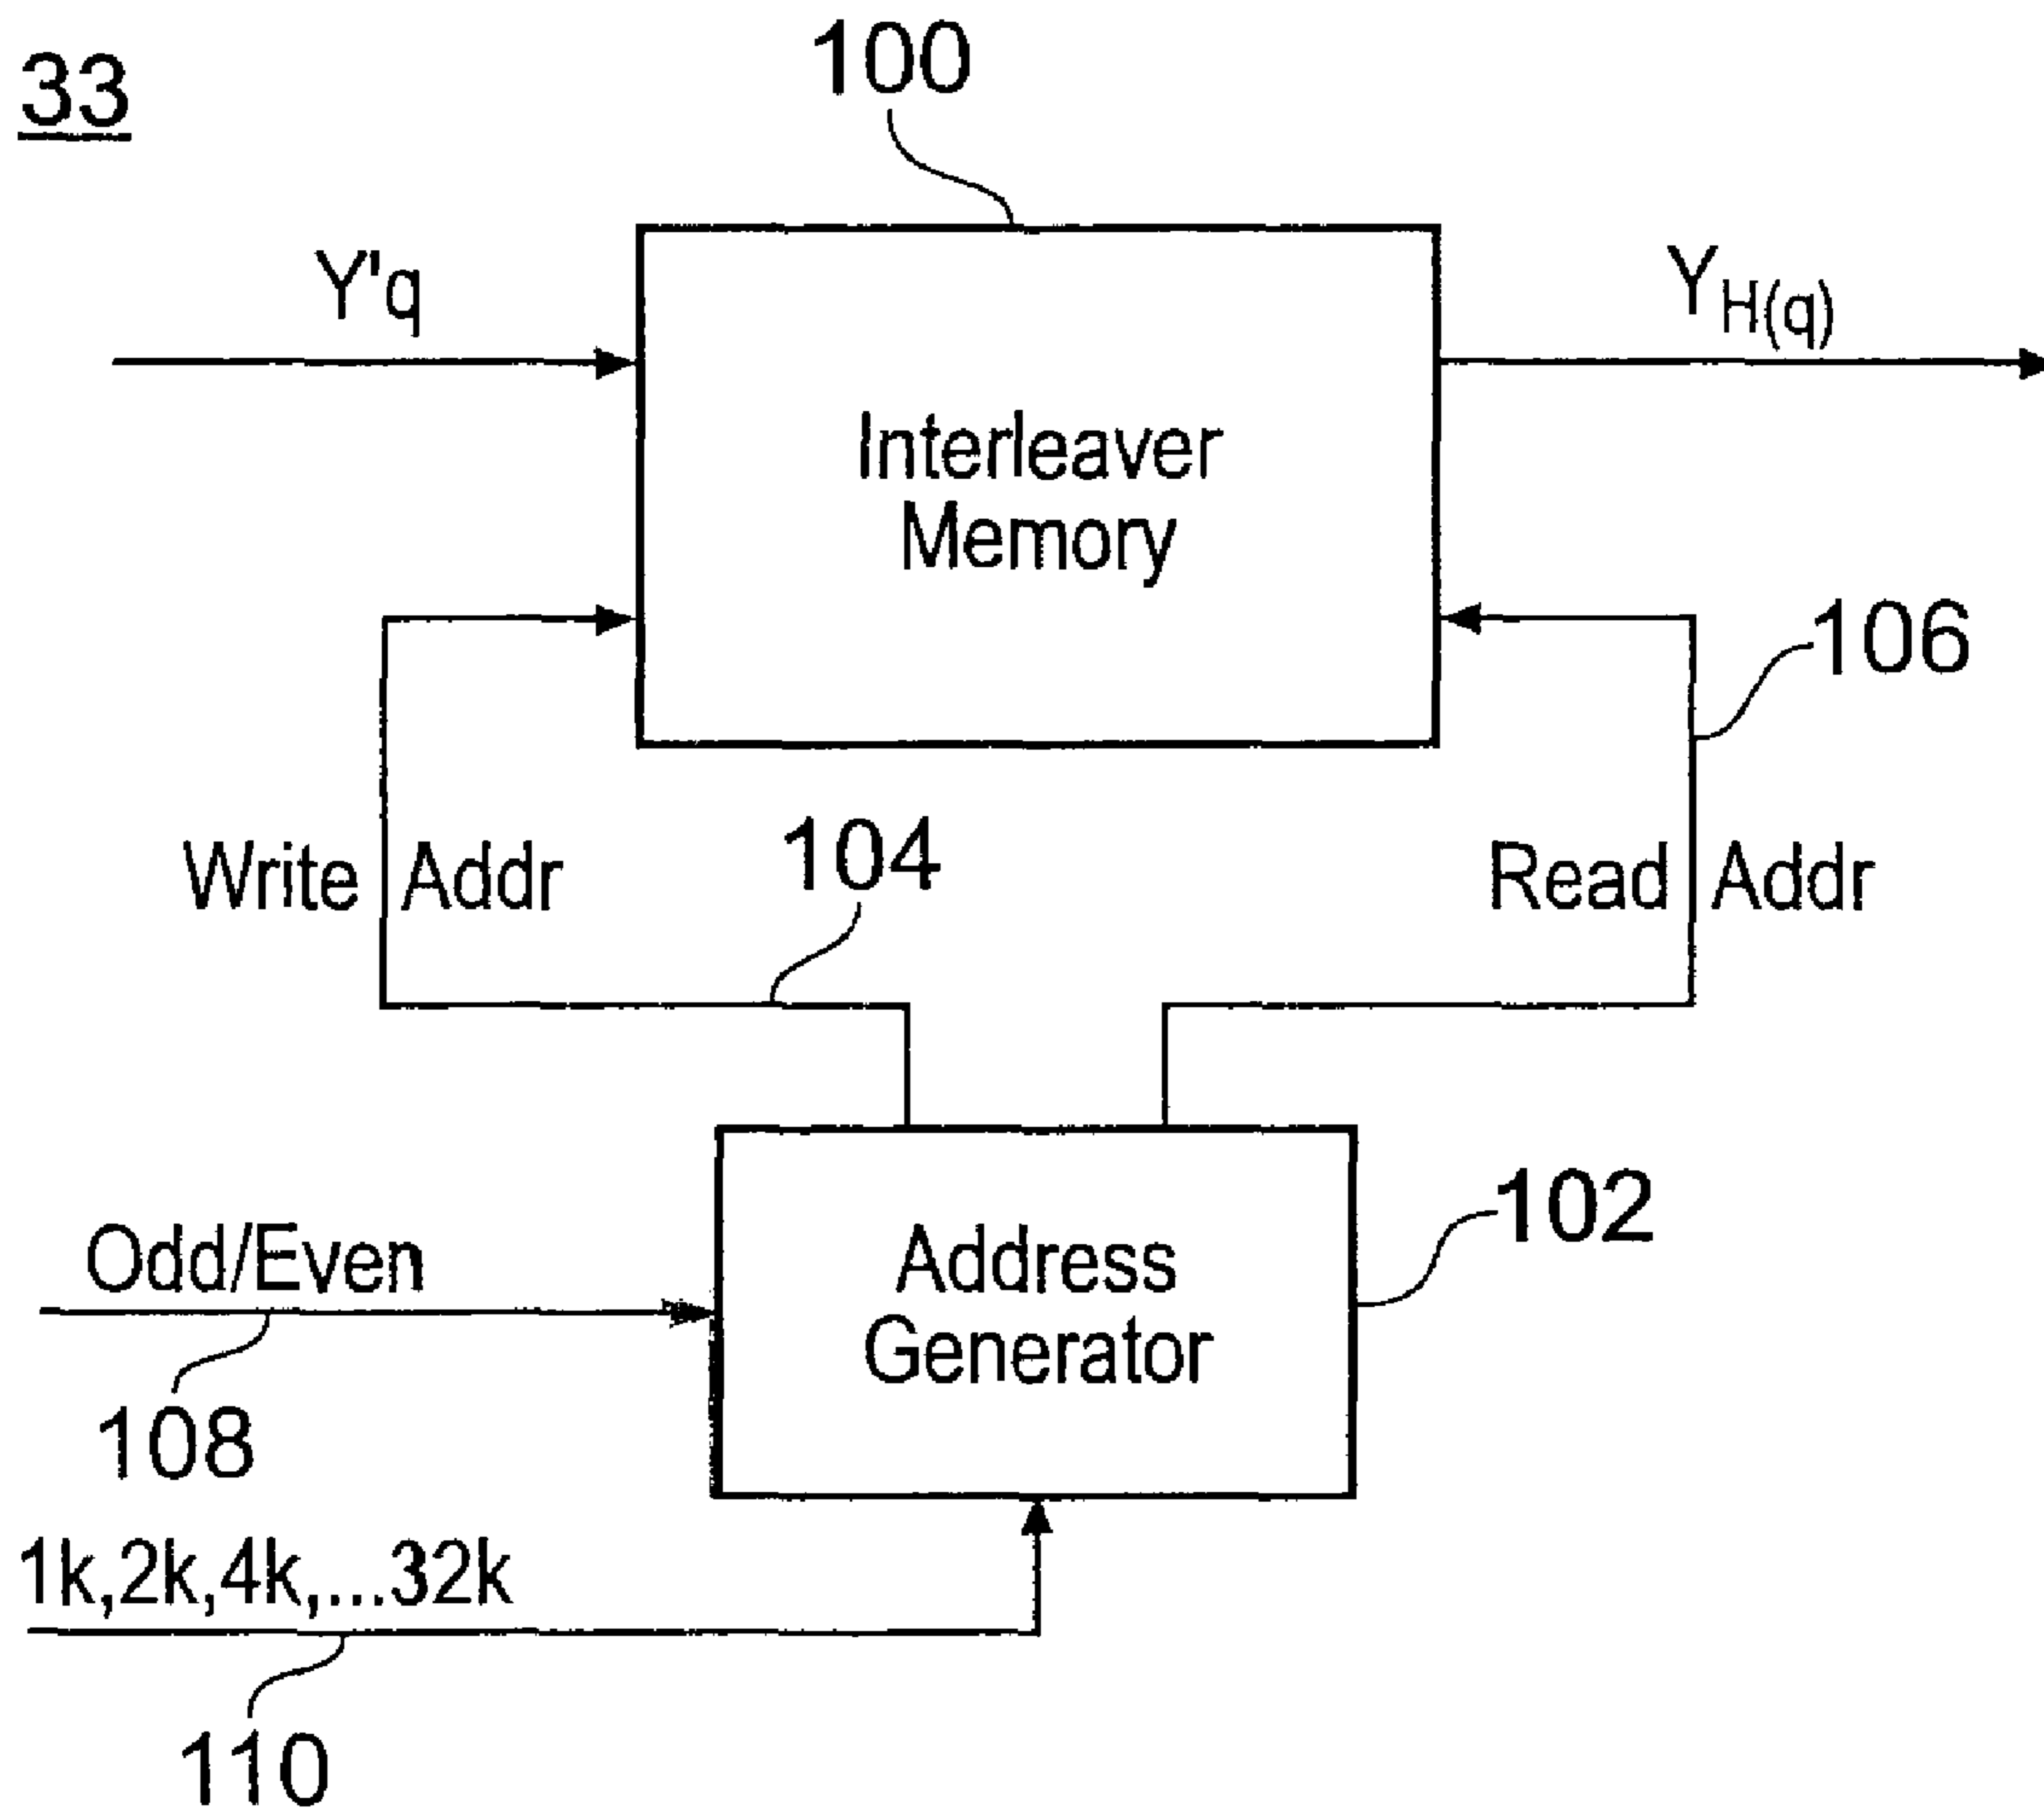 33
100
Y'q
Y_H(q)
Interleaver
Memory
106
Write Addr
104
Read Addr
102
Odd/Even
Address
Generator
108
1k,2k,4k,...32k
110